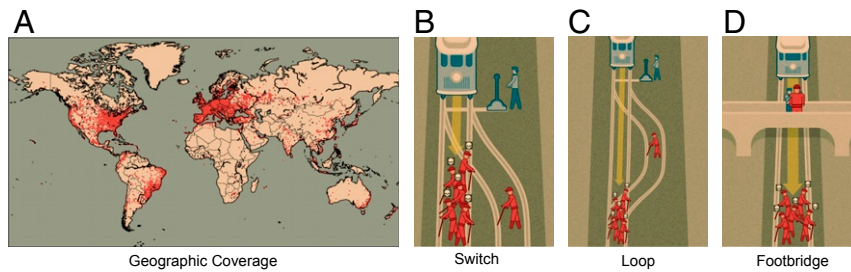 A
B
C
D
Geographic Coverage
Switch
Loop
Footbridge